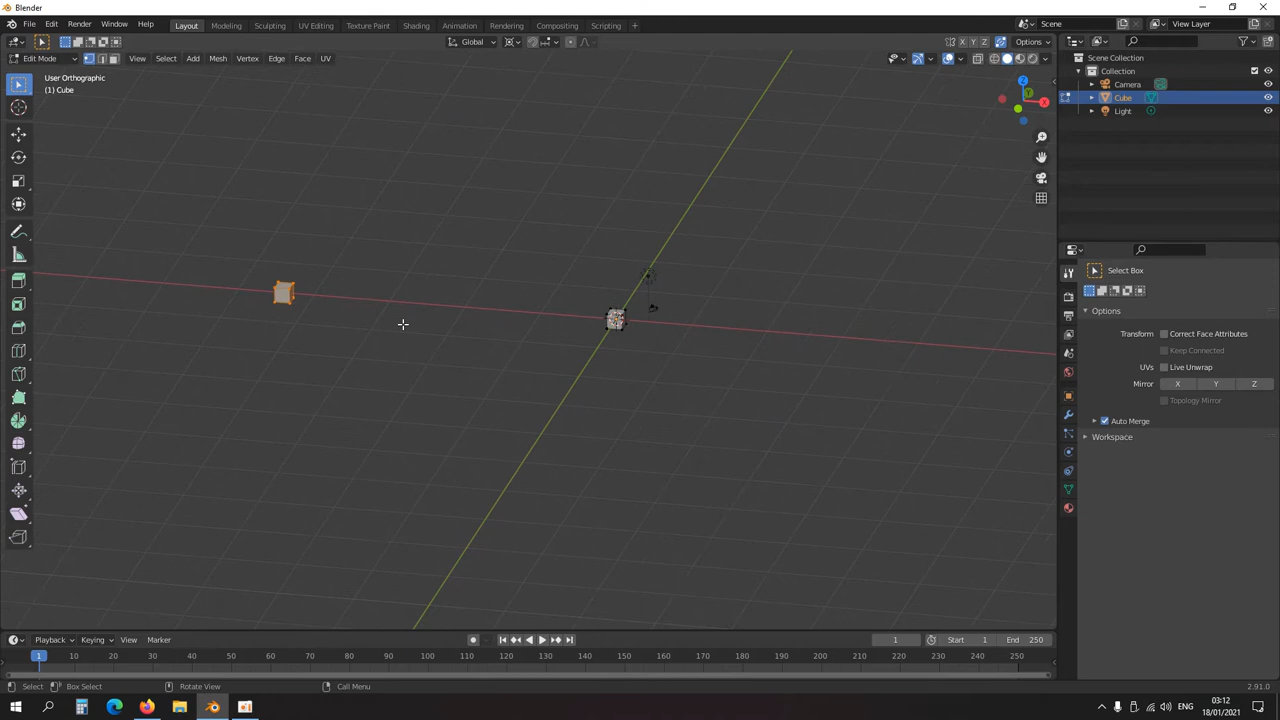 Blender
File Edit Render Window Help Layout Modeling Sculpting UV Editing Texture Paint Shading Animation Rendering Compositing Scripting + Scene View Layer
Global X Y Z Options
Edit Mode View Select Add Mesh Vertex Edge Face UV
User Orthographic
(1) Cube
Z
Y
X
Scene Collection
Collection
Camera
Cube
Light
Select Box
Options
Transform Correct Face Attributes
Keep Connected
UVs Live Unwrap
Mirror X Y Z
Topology Mirror
Auto Merge
Workspace
Playback Keying View Marker 1 Start 1 End 250
1 10 20 30 40 50 60 70 80 90 100 110 120 130 140 150 160 170 180 190 200 210 220 230 240 250
Select Box Select Rotate View Call Menu 2.91.0
ENG 03:12
18/01/2021